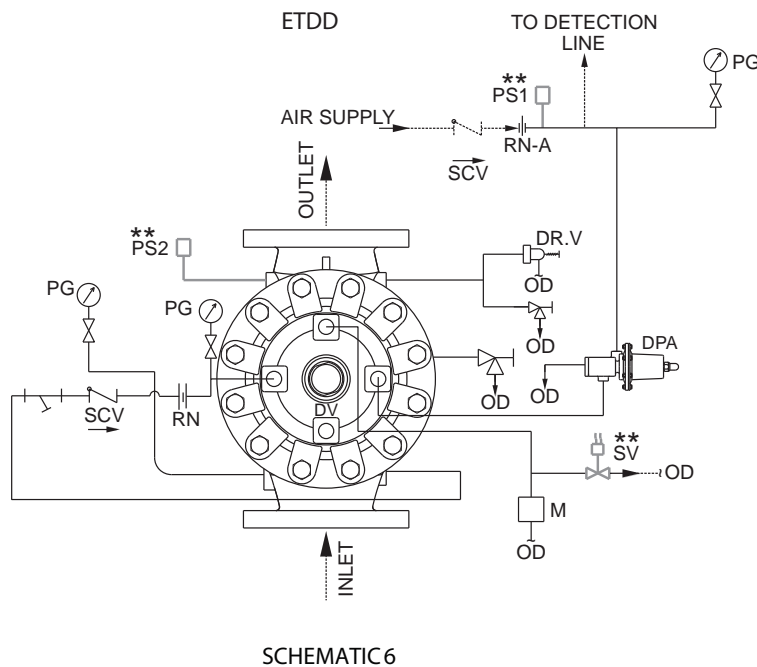 ETDD
TO DETECTION
LINE
PG
**
PS1
AIR SUPPLY
RN-A
SCV
OUTLET
**
PS2
DR.V
OD
PG
PG
OD
DPA
OD
OD
SCV
RN
DV
**
SV
OD
M
OD
INLET
SCHEMATIC 6